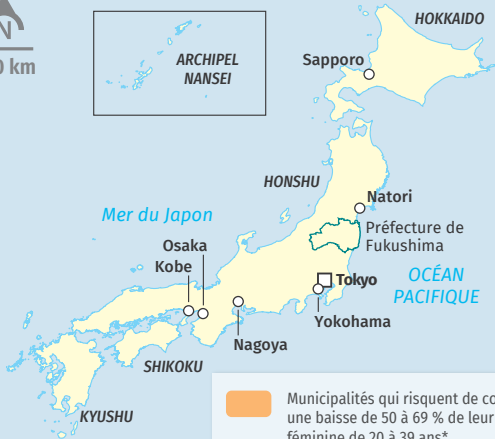 N
0 km
HOKKAIDO
Sapporo
ARCHIPEL
NANSEI
HONSHU
Natori
Mer du Japon
Préfecture de
Fukushima
Osaka
Kobe
Tokyo
OCÉAN
PACIFIQUE
Yokohama
Nagoya
SHIKOKU
KYUSHU
Municipalités qui risquent de co
une baisse de 50 à 69 % de leur
féminine de 20 à 39 ans*